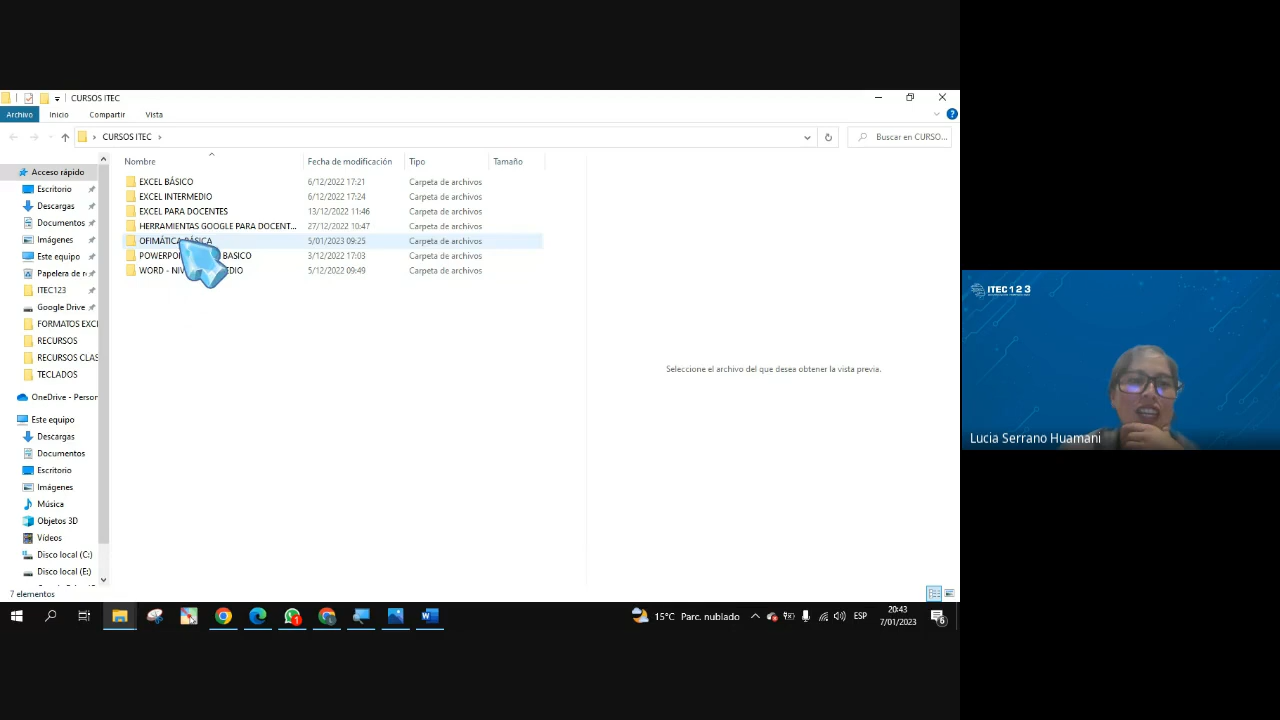 CURSOS ITEC
Archivo Inicio Compartir Vista
CURSOS ITEC
Buscar en CURSO...
Nombre Fecha de modificación Tipo Tamaño
EXCEL BÁSICO 6/12/2022 17:21 Carpeta de archivos
EXCEL INTERMEDIO 6/12/2022 17:24 Carpeta de archivos
EXCEL PARA DOCENTES 13/12/2022 11:46 Carpeta de archivos
HERRAMIENTAS GOOGLE PARA DOCENT... 27/12/2022 10:47 Carpeta de archivos
OFIMÁTICA BÁSICA 5/01/2023 09:25 Carpeta de archivos
BASICO 3/12/2022 17:03 Carpeta de archivos
WORD - 5/12/2022 09:49 Carpeta de archivos
Acceso rápido
Escritorio
Descargas
Documentos
Imágenes
Este equipo
Papelera de r
ITEC123
Google Drive
FORMATOS EXC
RECURSOS
RECURSOS CLAS
TECLADOS
OneDrive - Person
Este equipo
Descargas
Documentos
Escritorio
Imágenes
Música
Objetos 3D
Vídeos
Disco local (C:)
Disco local (E:)
Seleccione el archivo del que desea obtener la vista previa.
7 elementos
15°C Parc. nublado
ESP
20:43
7/01/2023
6
ITEC 1 2 3
Lucia Serrano Huamani